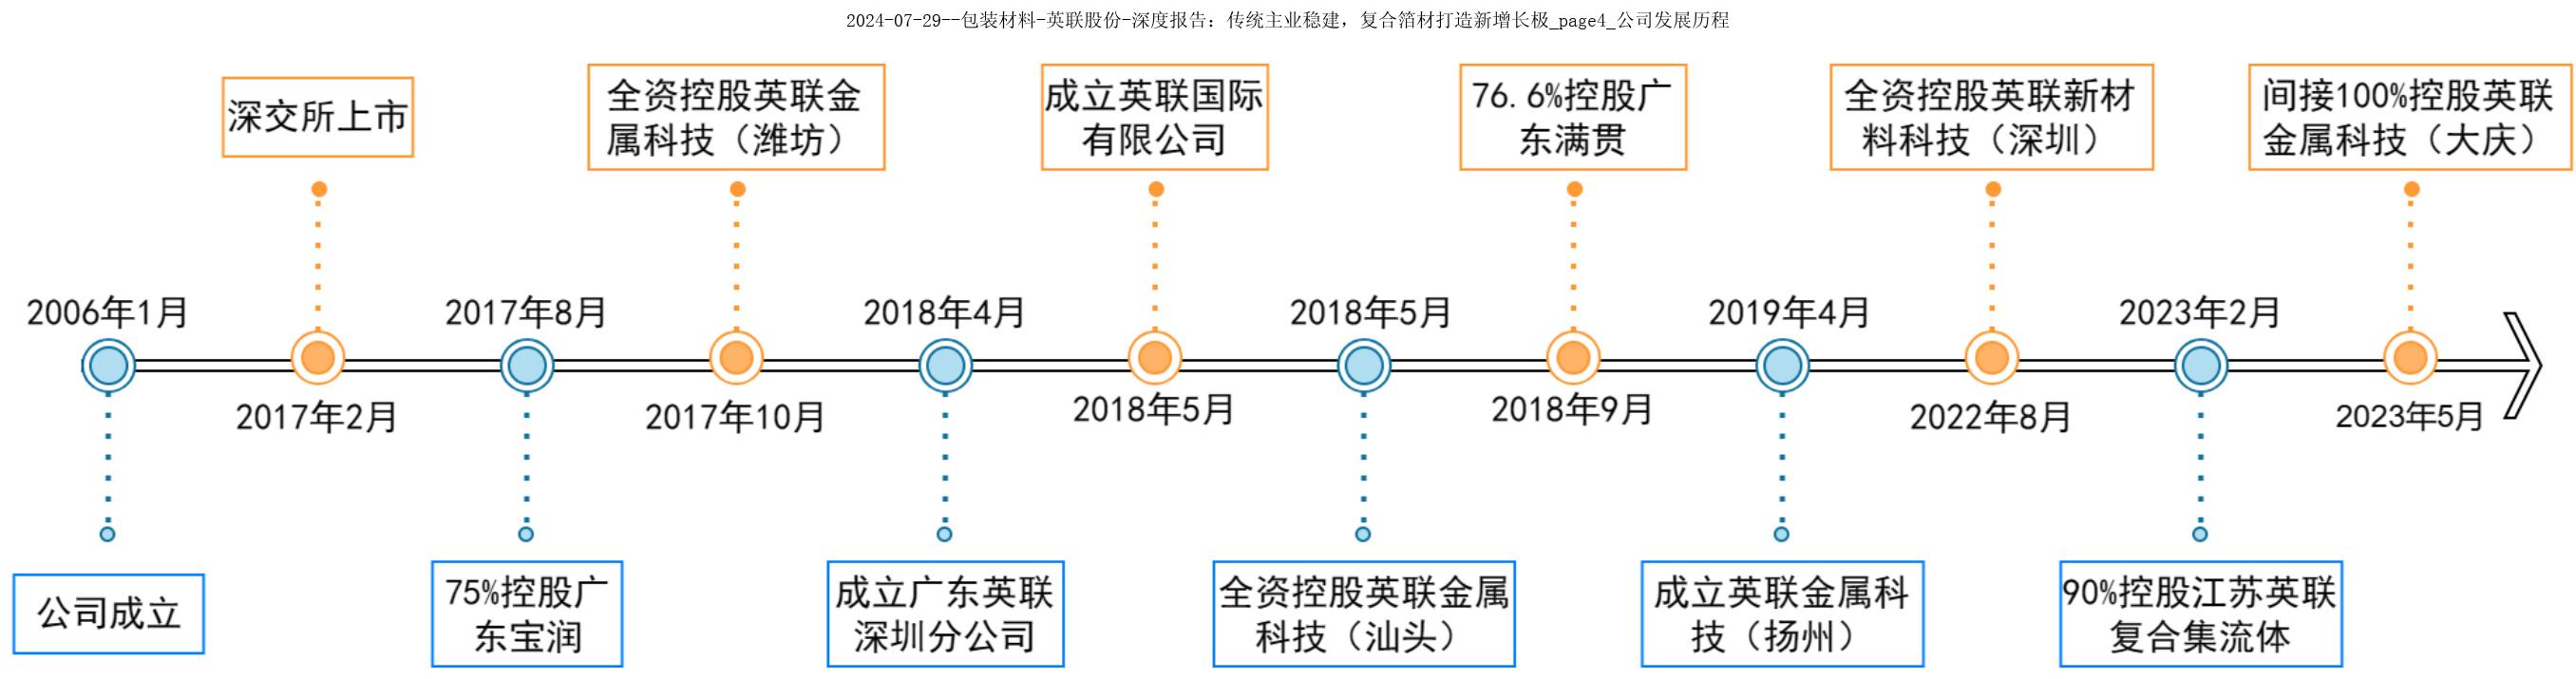 2024-07-29--包装材料-英联股份-深度报告：传统主业稳建，复合箔材打造新增长极_page4_公司发展历程
深交所上市
全资控股英联金
属科技（潍坊）
成立英联国际
有限公司
76.6%控股广
东满贯
全资控股英联新材
料科技（深圳）
间接100%控股英联
金属科技（大庆）
2006年1月
2017年8月
2018年4月
2018年5月
2019年4月
2023年2月
2017年2月
2017年10月
2018年5月
2018年9月
2022年8月
2023年5月
公司成立
75%控股广
东宝润
成立广东英联
深圳分公司
全资控股英联金属
科技（汕头）
成立英联金属科
技（扬州）
90%控股江苏英联
复合集流体